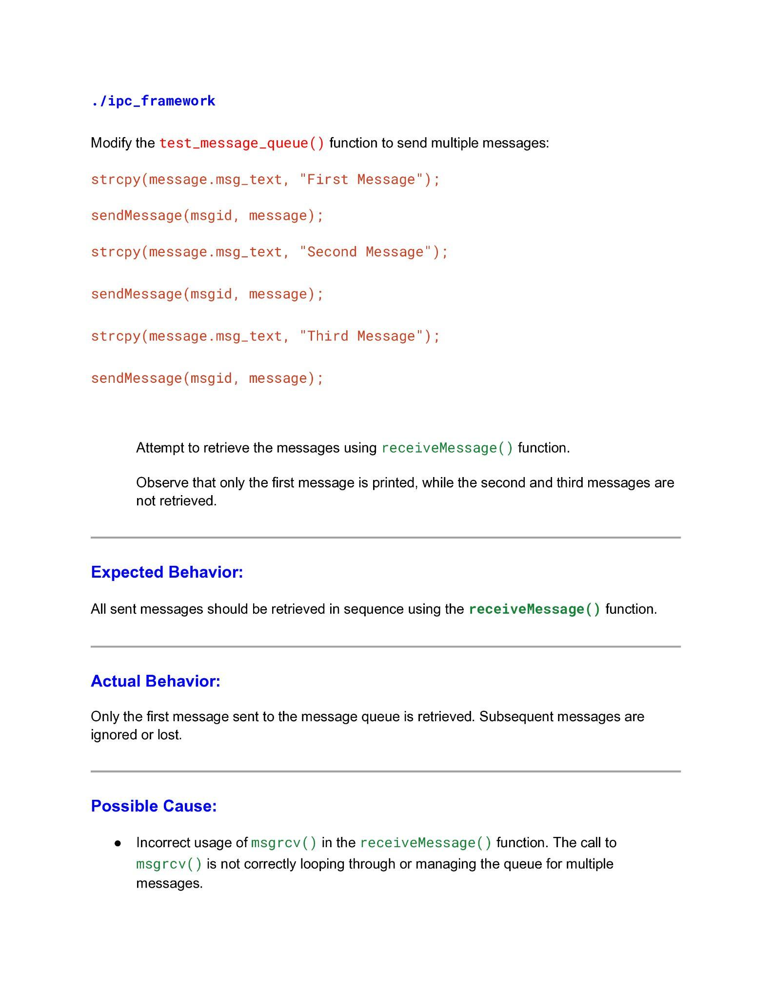 ./ipc_framework
Modify the test_message_queue() function to send multiple messages:
strcpy(message.msg_text, "First Message");
sendMessage(msgid, message);
strcpy(message.msg_text, "Second Message");
sendMessage(msgid, message);
strcpy(message.msg_text, "Third Message");
sendMessage(msgid, message);
Attempt to retrieve the messages using receiveMessage() function.
Observe that only the first message is printed, while the second and third messages are
not retrieved.
Expected Behavior:
All sent messages should be retrieved in sequence using the receiveMessage() function.
Actual Behavior:
Only the first message sent to the message queue is retrieved. Subsequent messages are
ignored or lost.
Possible Cause:
● Incorrect usage of msgrcv() in the receiveMessage() function. The call to
msgrcv() is not correctly looping through or managing the queue for multiple
messages.